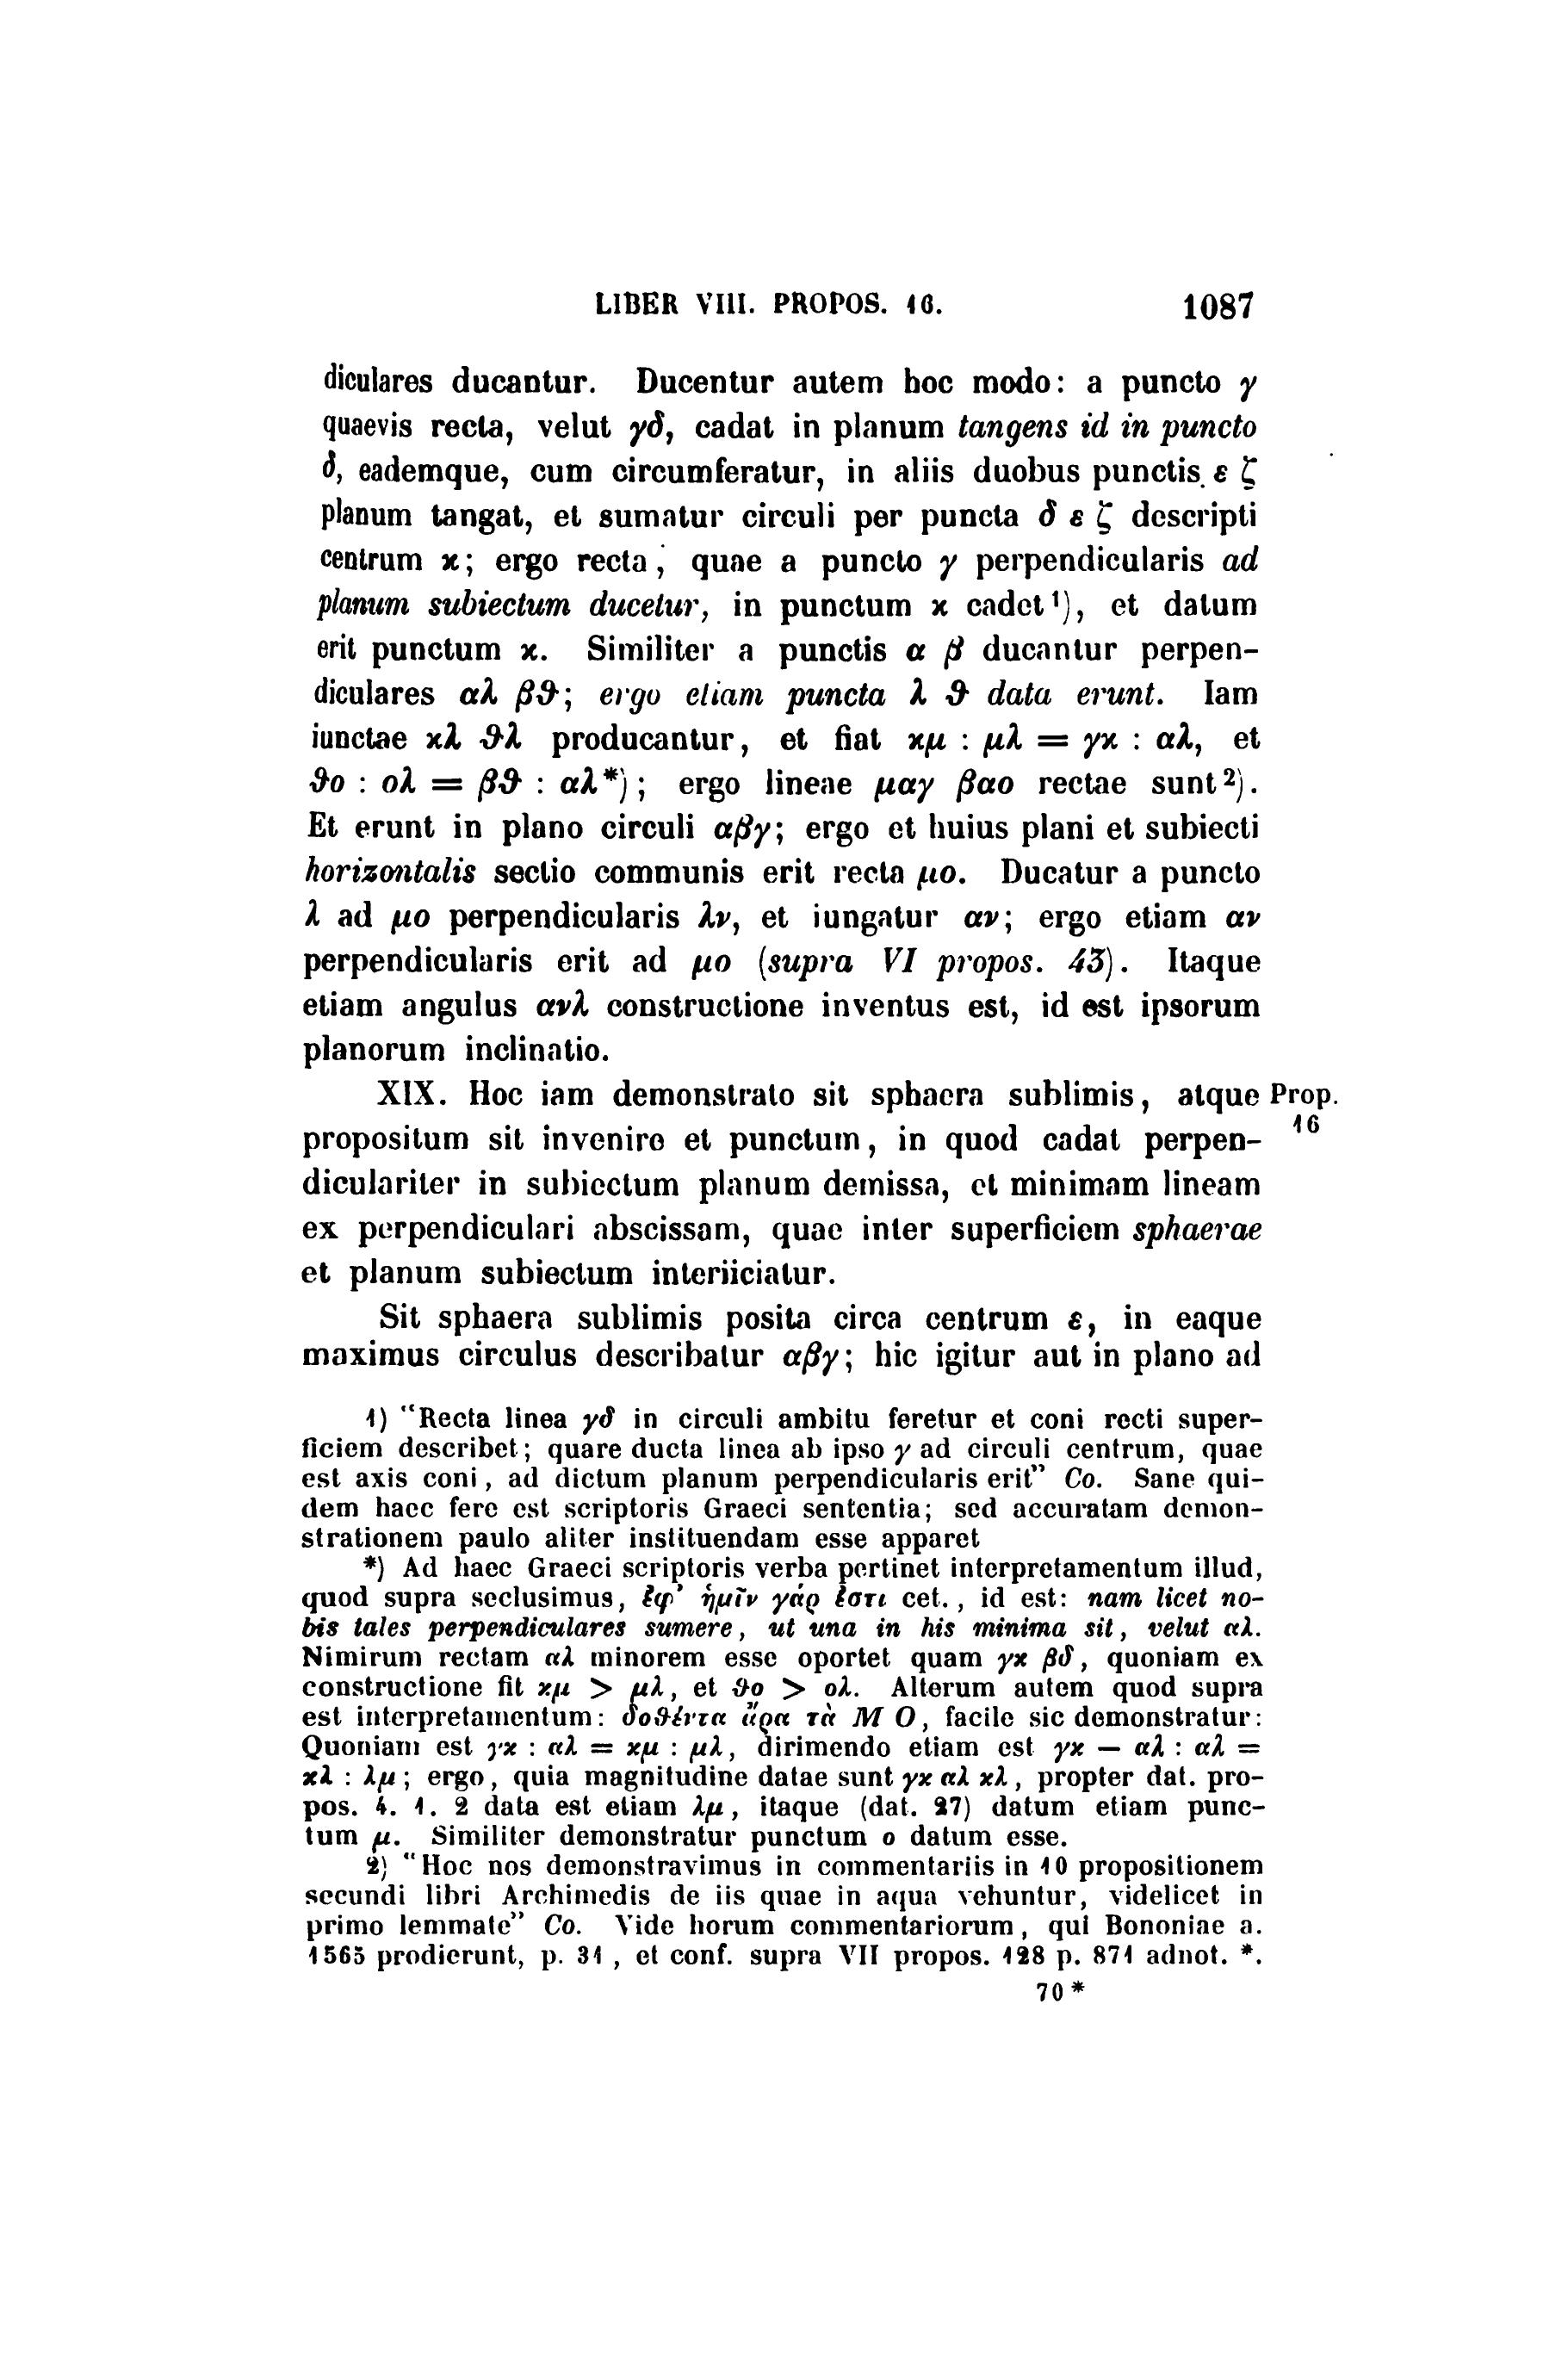 LIBER VIII. PROPOS. 16. 1087
diculares ducantur. Ducentur autem hoc modo: a puncto γ
quaevis recta, velut γδ, cadat in planum tangens id in puncto
δ, eademque, cum circumferatur, in aliis duobus punctis ε ζ
planum tangat, et sumatur circuli per puncta δ ε ζ descripti
centrum κ; ergo recta, quae a puncto γ perpendicularis ad
planum subiectum ducetur, in punctum κ cadet¹), et datum
erit punctum κ. Similiter a punctis α β ducantur perpen-
diculares αλ βϑ; ergo etiam puncta λ ϑ data erunt. Iam
iunctae κλ ϑλ producantur, et fiat κμ : μλ = γκ : αλ, et
ϑο : ολ = βϑ : αλ*); ergo lineae μαγ βαο rectae sunt²).
Et erunt in plano circuli αβγ; ergo et huius plani et subiecti
horizontalis sectio communis erit recta μο. Ducatur a puncto
λ ad μο perpendicularis λν, et iungatur αν; ergo etiam αν
perpendicularis erit ad μο (supra VI propos. 43). Itaque
etiam angulus ανλ constructione inventus est, id est ipsorum
planorum inclinatio.
XIX. Hoc iam demonstrato sit sphaera sublimis, atque Prop.
16
propositum sit invenire et punctum, in quod cadat perpen-
diculariter in subiectum planum demissa, et minimam lineam
ex perpendiculari abscissam, quae inter superficiem sphaerae
et planum subiectum interiiciatur.
Sit sphaera sublimis posita circa centrum ε, in eaque
maximus circulus describatur αβγ; hic igitur aut in plano ad
1) "Recta linea γδ in circuli ambitu feretur et coni recti super-
ficiem describet; quare ducta linea ab ipso γ ad circuli centrum, quae
est axis coni, ad dictum planum perpendicularis erit" Co. Sane qui-
dem haec fere est scriptoris Graeci sententia; sed accuratam demon-
strationem paulo aliter instituendam esse apparet
*) Ad haec Graeci scriptoris verba pertinet interpretamentum illud,
quod supra seclusimus, ἐφ' ἡμῖν γάρ ἐστι cet., id est: nam licet no-
bis tales perpendiculares sumere, ut una in his minima sit, velut αλ.
Nimirum rectam αλ minorem esse oportet quam γκ βδ, quoniam ex
constructione fit κμ > μλ, et ϑο > ολ. Alterum autem quod supra
est interpretamentum: δοϑέντα ἄρα τὰ Μ Ο, facile sic demonstratur:
Quoniam est γκ : αλ = κμ : μλ, dirimendo etiam est γκ — αλ : αλ =
κλ : λμ; ergo, quia magnitudine datae sunt γκ αλ κλ, propter dat. pro-
pos. 4. 1. 2 data est etiam λμ, itaque (dat. 27) datum etiam punc-
tum μ. Similiter demonstratur punctum ο datum esse.
2) "Hoc nos demonstravimus in commentariis in 10 propositionem
secundi libri Archimedis de iis quae in aqua vehuntur, videlicet in
primo lemmate" Co. Vide horum commentariorum, qui Bononiae a.
1565 prodierunt, p. 31, et conf. supra VII propos. 128 p. 871 adnot. *.
70*